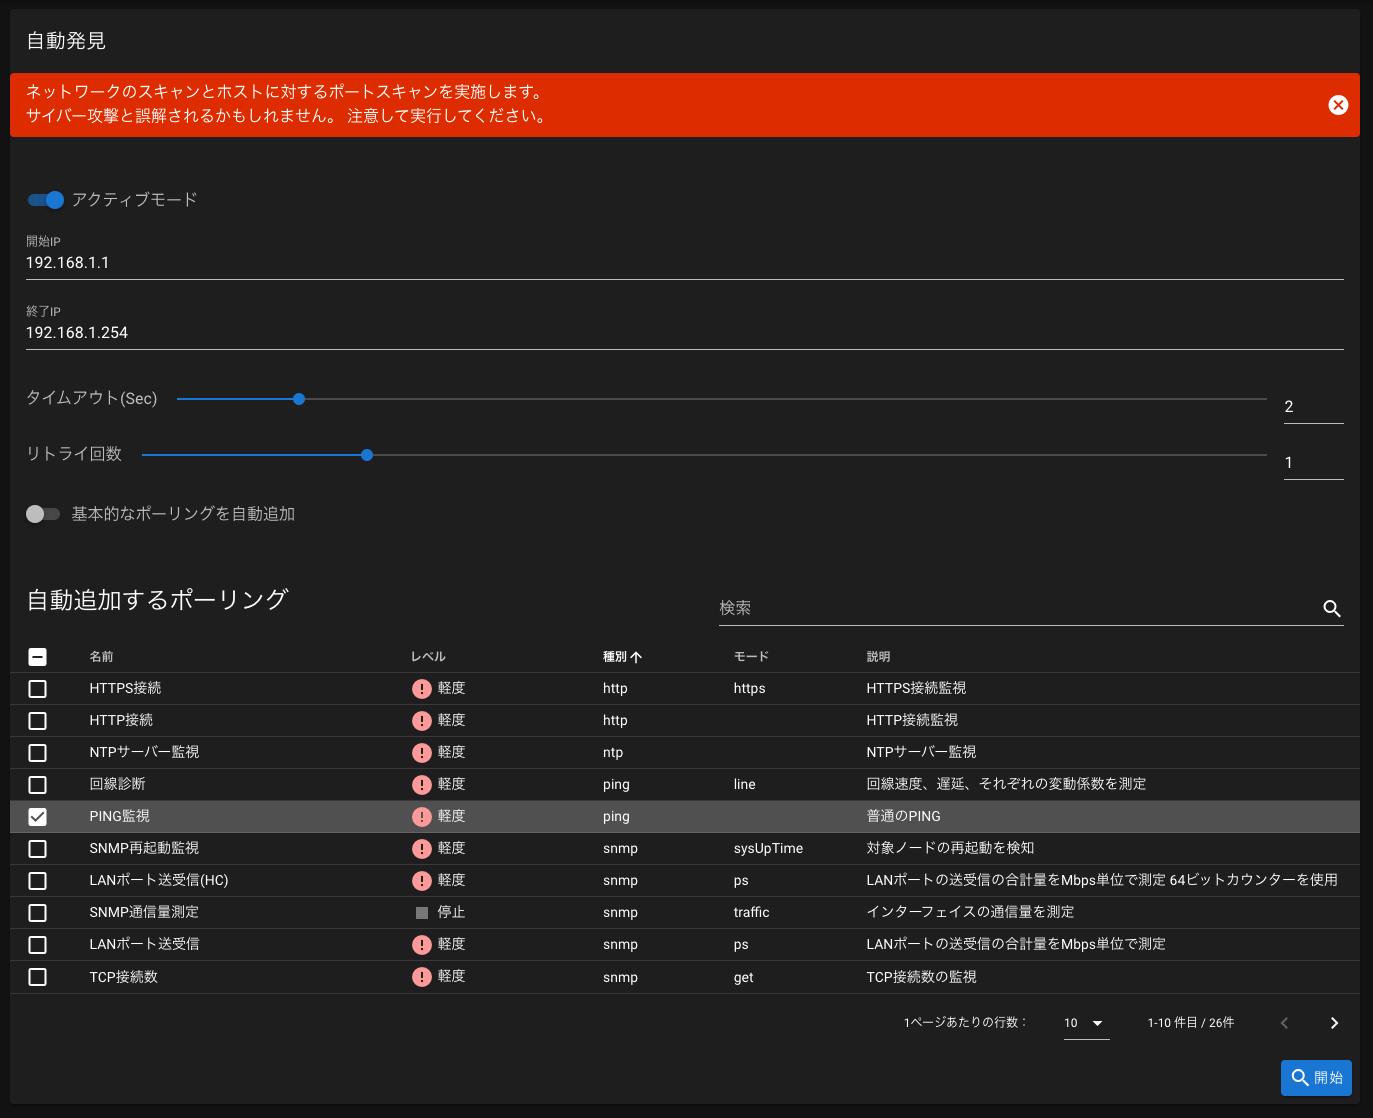 自動発見
ネットワークのスキャンとホストに対するポートスキャンを実施します。
サイバー攻撃と誤解されるかもしれません。 注意して実行してください。
アクティブモード
開始IP
192.168.1.1
終了IP
192.168.1.254
タイムアウト(Sec) 2
リトライ回数 1
基本的なポーリングを自動追加
自動追加するポーリング 検索
名前 レベル 種別 モード 説明
HTTPS接続 軽度 http https HTTPS接続監視
HTTP接続 軽度 http HTTP接続監視
NTPサーバー監視 軽度 ntp NTPサーバー監視
回線診断 軽度 ping line 回線速度、遅延、それぞれの変動係数を測定
PING監視 軽度 ping 普通のPING
SNMP再起動監視 軽度 snmp sysUpTime 対象ノードの再起動を検知
LANポート送受信(HC) 軽度 snmp ps LANポートの送受信の合計量をMbps単位で測定 64ビットカウンターを使用
SNMP通信量測定 停止 snmp traffic インターフェイスの通信量を測定
LANポート送受信 軽度 snmp ps LANポートの送受信の合計量をMbps単位で測定
TCP接続数 軽度 snmp get TCP接続数の監視
1ページあたりの行数： 10 1-10 件目 / 26件
開始